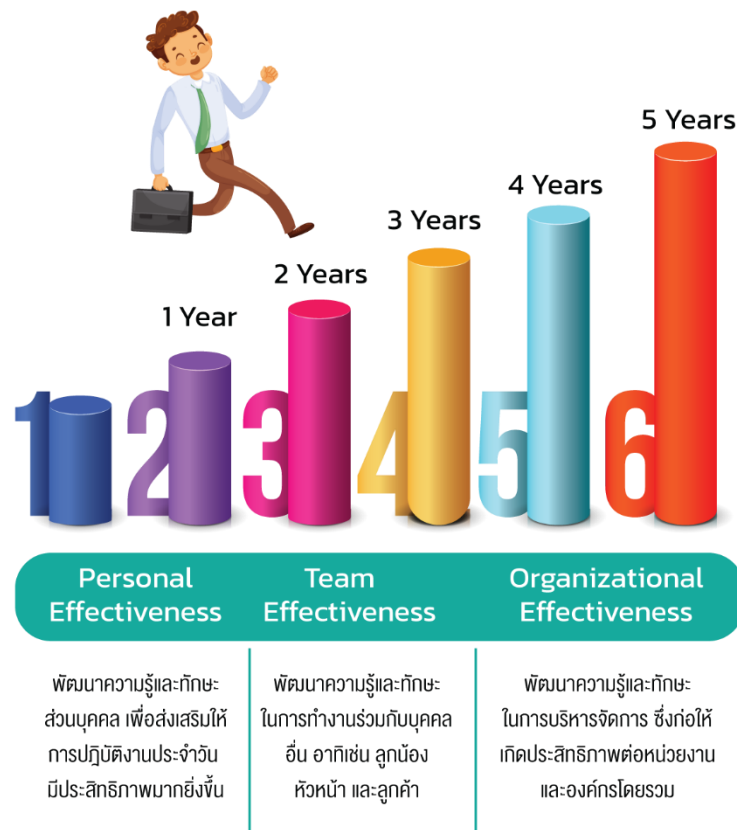 5 Years
4 Years
3 Years
2 Years
1 Year
1
2
3
4
5
6
Personal
Effectiveness
Team
Effectiveness
Organizational
Effectiveness
พัฒนาความรู้และทักษะ
ส่วนบุคคล เพื่อส่งเสริมให้
การปฎิบัติงานประจำวัน
มีประสิทธิภาพมากยิ่งขึ้น
พัฒนาความรู้และทักษะ
ในการทำงานร่วมกับบุคคล
อื่น อาทิเช่น ลูกน้อง
หัวหน้า และลูกค้า
พัฒนาความรู้และทักษะ
ในการบริหารจัดการ ซึ่งก่อให้
เกิดประสิทธิภาพต่อหน่วยงาน
และองค์กรโดยรวม